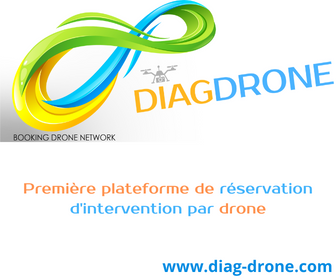 DIAGDRONE
BOOKING DRONE NETWORK
Première plateforme de réservation
d'intervention par drone
www.diag-drone.com